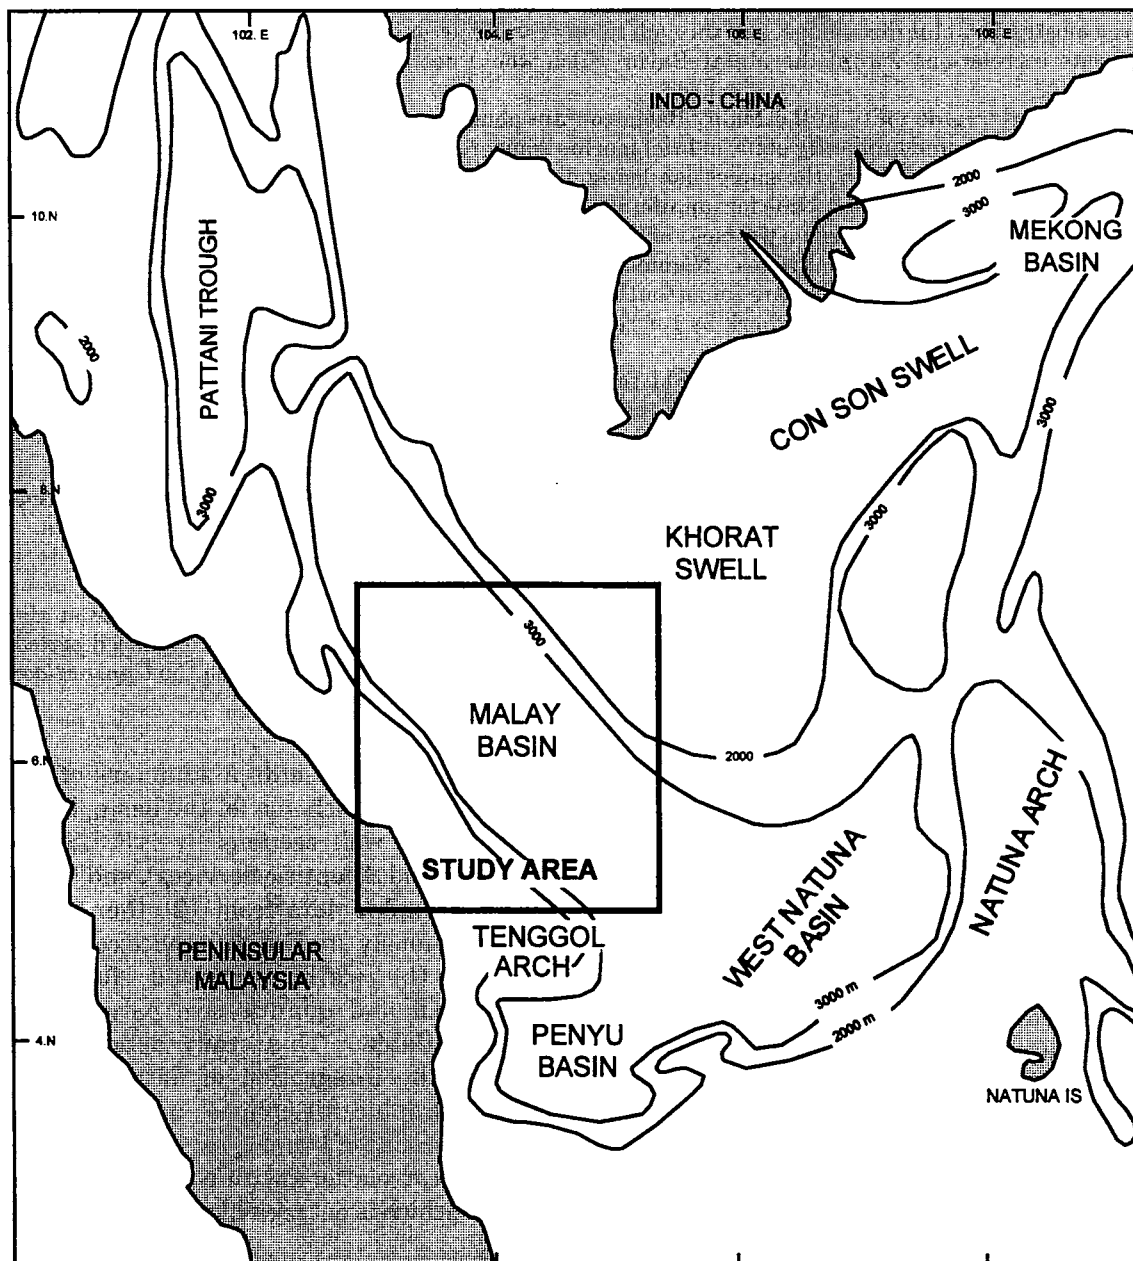 102. E
104. E
106. E
108. E
INDO - CHINA
2000
10.N
3000
MEKONG
BASIN
PATTANI TROUGH
2000
CON SON SWELL
3000
8.N
3000
3000
KHORAT
SWELL
3000
MALAY
BASIN
6.N
2000
NATUNA ARCH
STUDY AREA
WEST NATUNA
BASIN
TENGGOL
ARCH
PENINSULAR
MALAYSIA
3000 m
2000 m
4.N
PENYU
BASIN
NATUNA IS